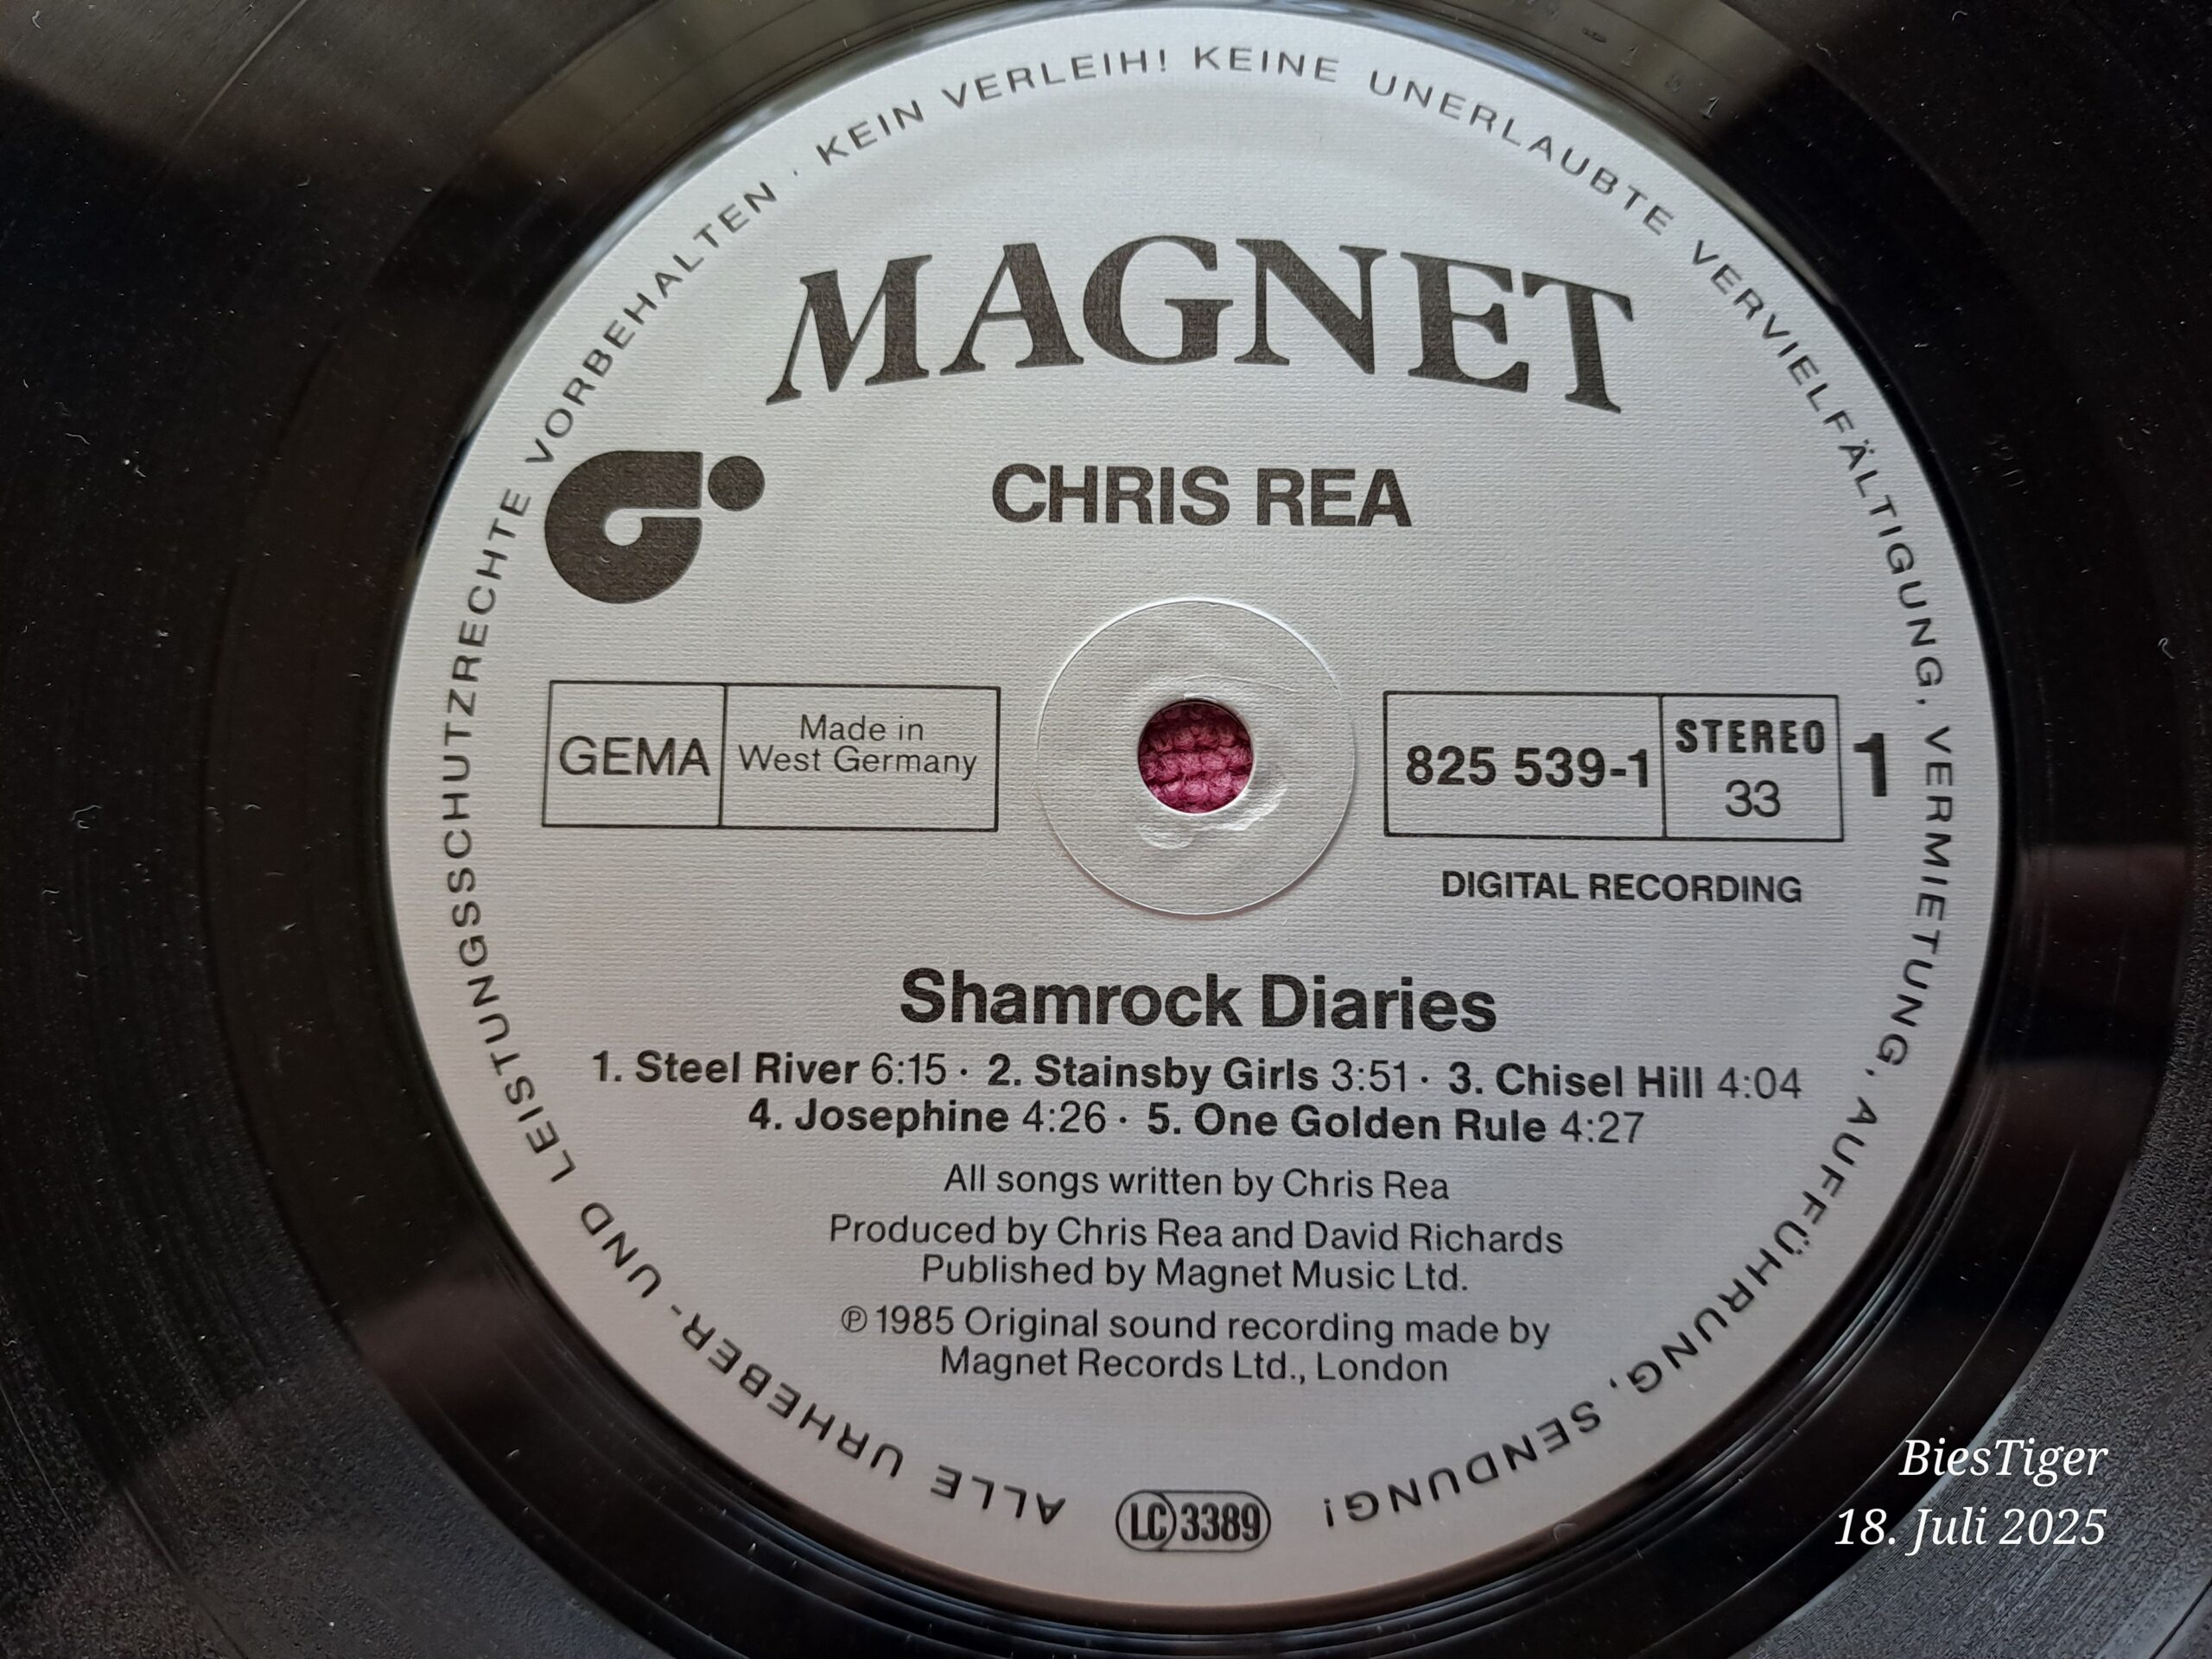 ALLE URHEBER- UND LEISTUNGSSCHUTZRECHTE VORBEHALTEN · KEIN VERLEIH! KEINE UNERLAUBTE VERVIELFÄLTIGUNG, VERMIETUNG, AUFFÜHRUNG, SENDUNG!
MAGNET
CHRIS REA
GEMA
Made in
West Germany
825 539-1
STEREO
33
1
DIGITAL RECORDING
Shamrock Diaries
1. Steel River 6:15 · 2. Stainsby Girls 3:51 · 3. Chisel Hill 4:04
4. Josephine 4:26 · 5. One Golden Rule 4:27
All songs written by Chris Rea
Produced by Chris Rea and David Richards
Published by Magnet Music Ltd.
℗ 1985 Original sound recording made by
Magnet Records Ltd., London
LC 3389
BiesTiger
18. Juli 2025